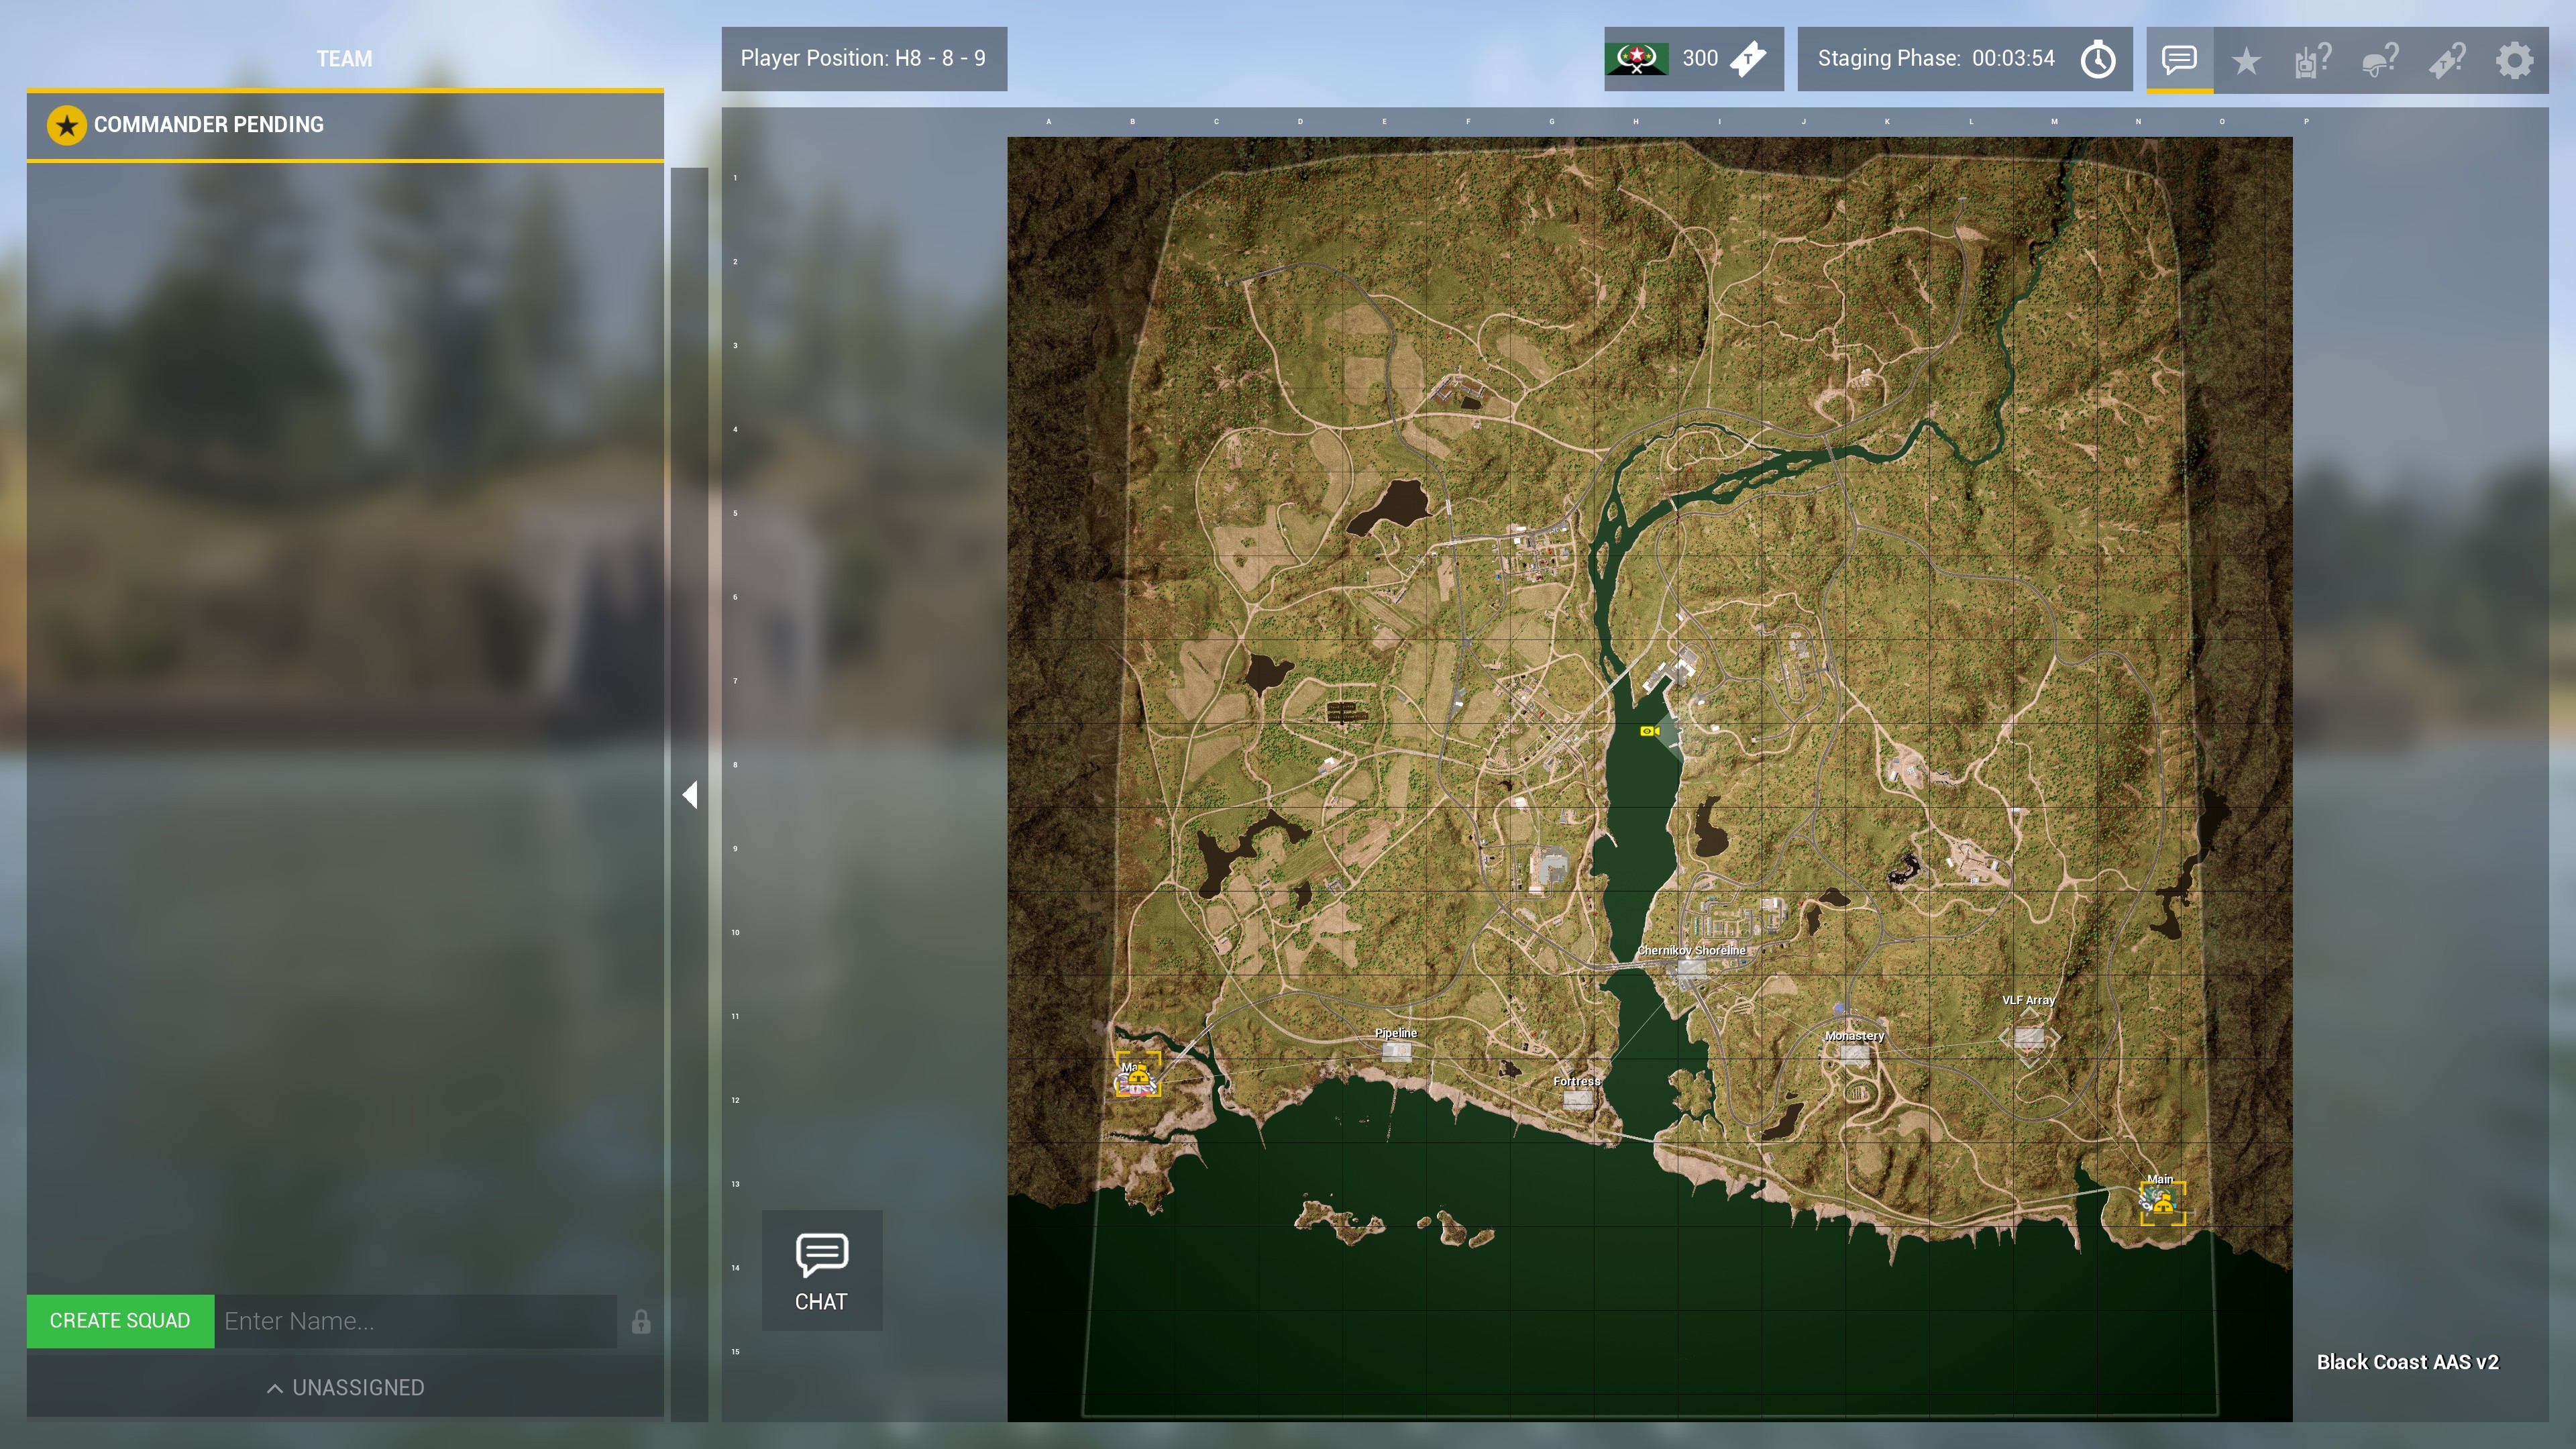 TEAM
Player Position: H8 - 8 - 9
300
T
Staging Phase: 00:03:54
COMMANDER PENDING
A B C D E F G H I J K L M N O P
1
2
3
4
5
6
7
8
9
10
11
12
13
14
15
Chernikov Shoreline
VLF Array
Pipeline
Monastery
Fortress
Main
CHAT
CREATE SQUAD Enter Name...
UNASSIGNED
Black Coast AAS v2